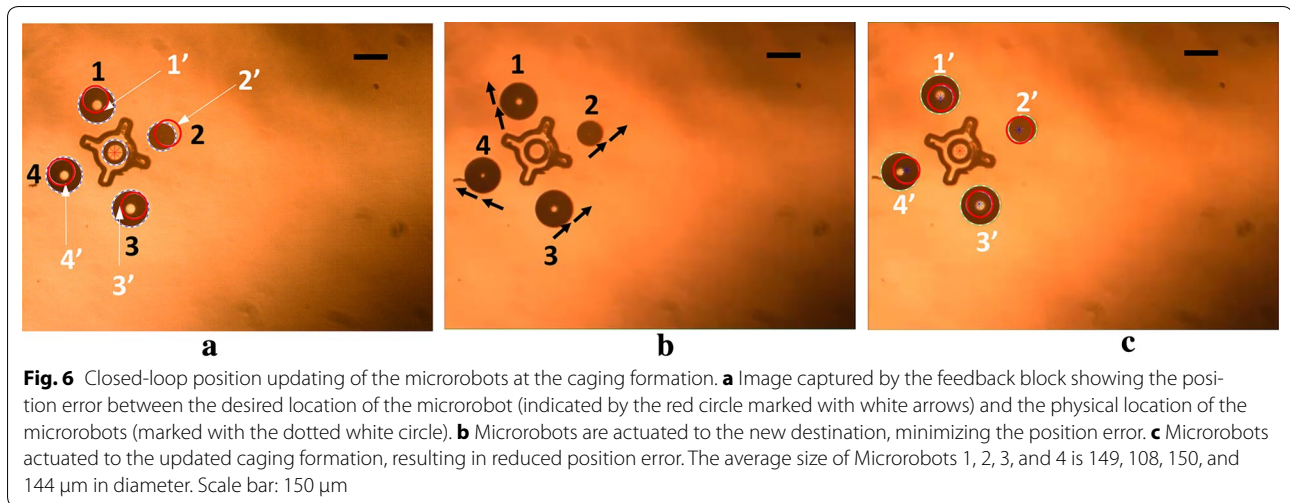 1
1’
2’
2
4
4’
3’
3
a
1
2
4
3
b
1’
2’
4’
3’
c
Fig. 6 Closed-loop position updating of the microrobots at the caging formation. a Image captured by the feedback block showing the posi-
tion error between the desired location of the microrobot (indicated by the red circle marked with white arrows) and the physical location of the
microrobots (marked with the dotted white circle). b Microrobots are actuated to the new destination, minimizing the position error. c Microrobots
actuated to the updated caging formation, resulting in reduced position error. The average size of Microrobots 1, 2, 3, and 4 is 149, 108, 150, and
144 μm in diameter. Scale bar: 150 μm